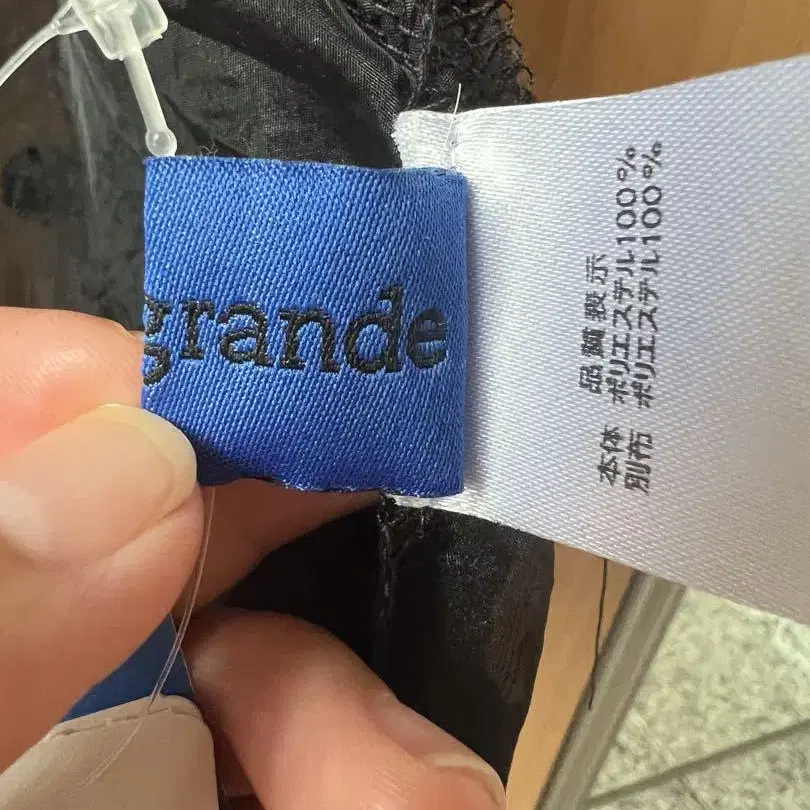 grande
品質表示
本体 ポリエステル100%
別布 ポリエステル100%